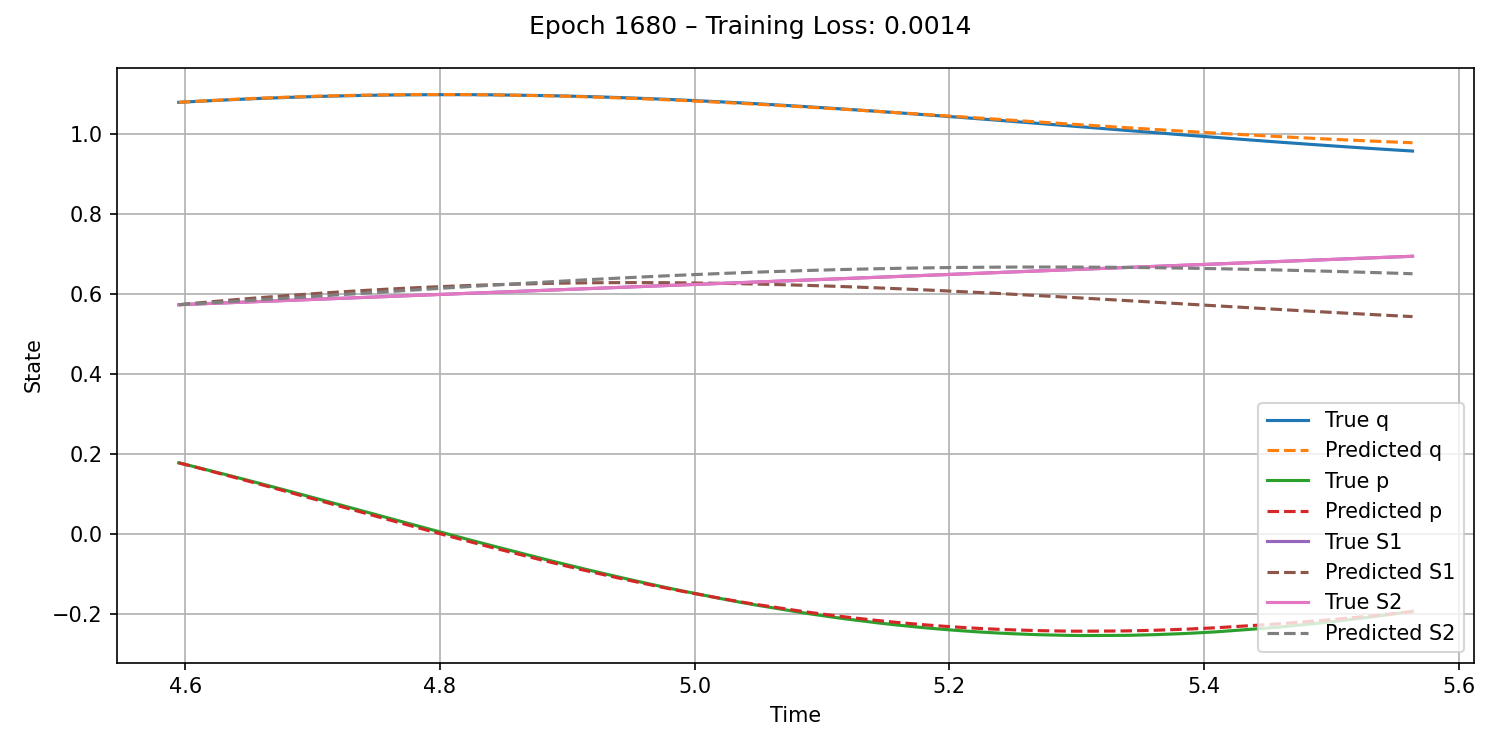 Epoch 1680 – Training Loss: 0.0014
State
1.0
0.8
0.6
0.4
0.2
0.0
−0.2
True q
Predicted q
True p
Predicted p
True S1
Predicted S1
True S2
Predicted S2
4.6 4.8 5.0 5.2 5.4 5.6
Time